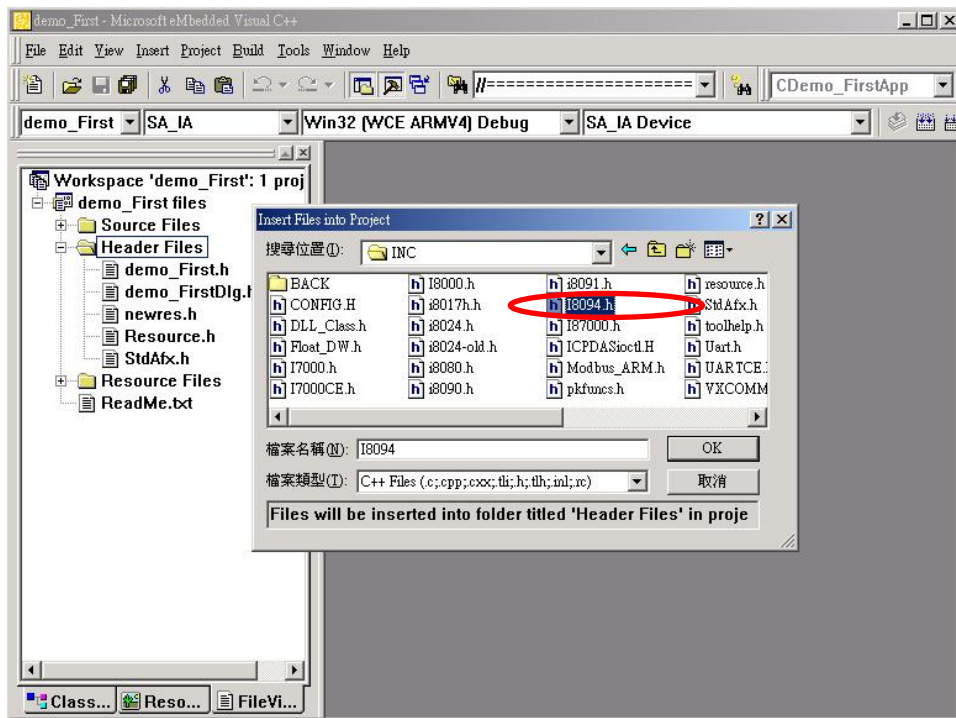 demo_First - Microsoft eMbedded Visual C++
File Edit View Insert Project Build Tools Window Help
//===================== CDemo_FirstApp
demo_First SA_IA Win32 (WCE ARMV4) Debug SA_IA Device
Workspace 'demo_First': 1 proj
demo_First files
Source Files
Header Files
demo_First.h
demo_FirstDlg.h
newres.h
Resource.h
StdAfx.h
Resource Files
ReadMe.txt
Class... Reso... FileVi...
Insert Files into Project
搜尋位置(I): INC
BACK I8000.h i8091.h resource.h
CONFIG.H i8017h.h I8094.h StdAfx.h
DLL_Class.h i8024.h I87000.h toolhelp.h
Float_DW.h i8024-old.h ICPDASioctl.H Uart.h
I7000.h i8080.h Modbus_ARM.h UARTCE.
I7000CE.h i8090.h pkfuncs.h VXCOMM
檔案名稱(N): I8094 OK
檔案類型(T): C++ Files (.c;.cpp;.cxx;.tli;.h;.tlh;.inl;.rc) 取消
Files will be inserted into folder titled 'Header Files' in proje